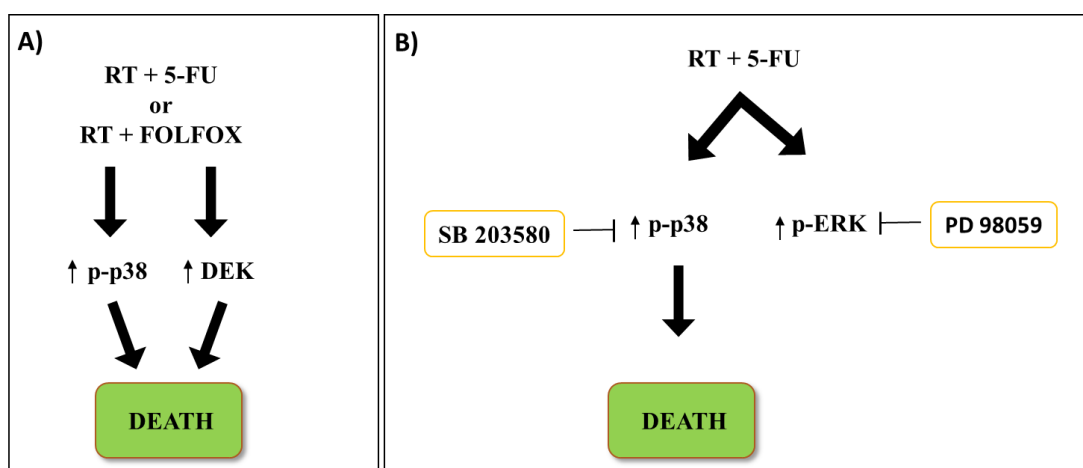 A)
RT + 5-FU
or
RT + FOLFOX
↑ p-p38 ↑ DEK
DEATH
B)
RT + 5-FU
SB 203580 ↑ p-p38 ↑ p-ERK PD 98059
DEATH